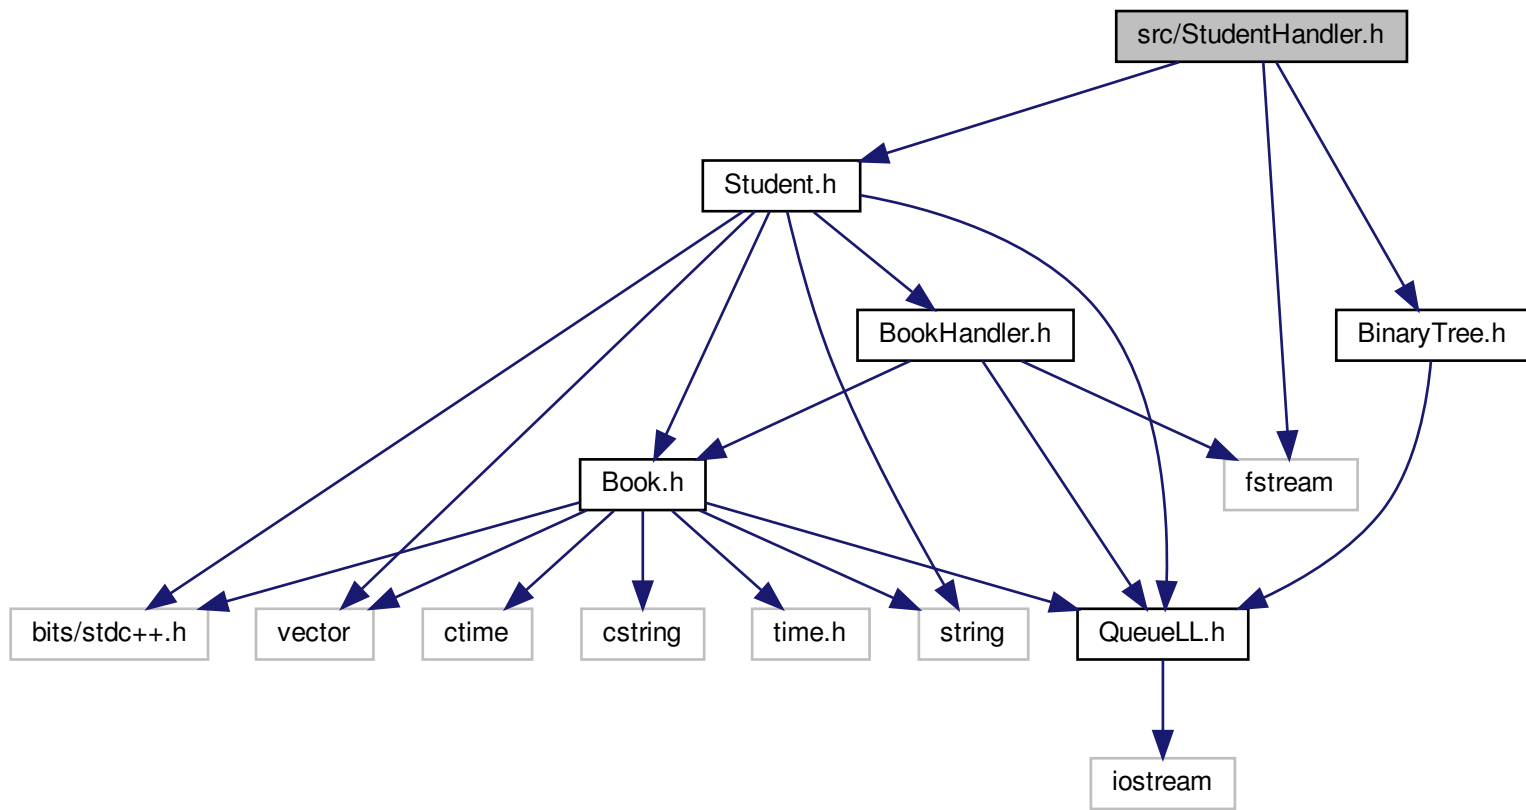 src/StudentHandler.h
Student.h
BookHandler.h
BinaryTree.h
Book.h
fstream
bits/stdc++.h
vector
ctime
cstring
time.h
string
QueueLL.h
iostream